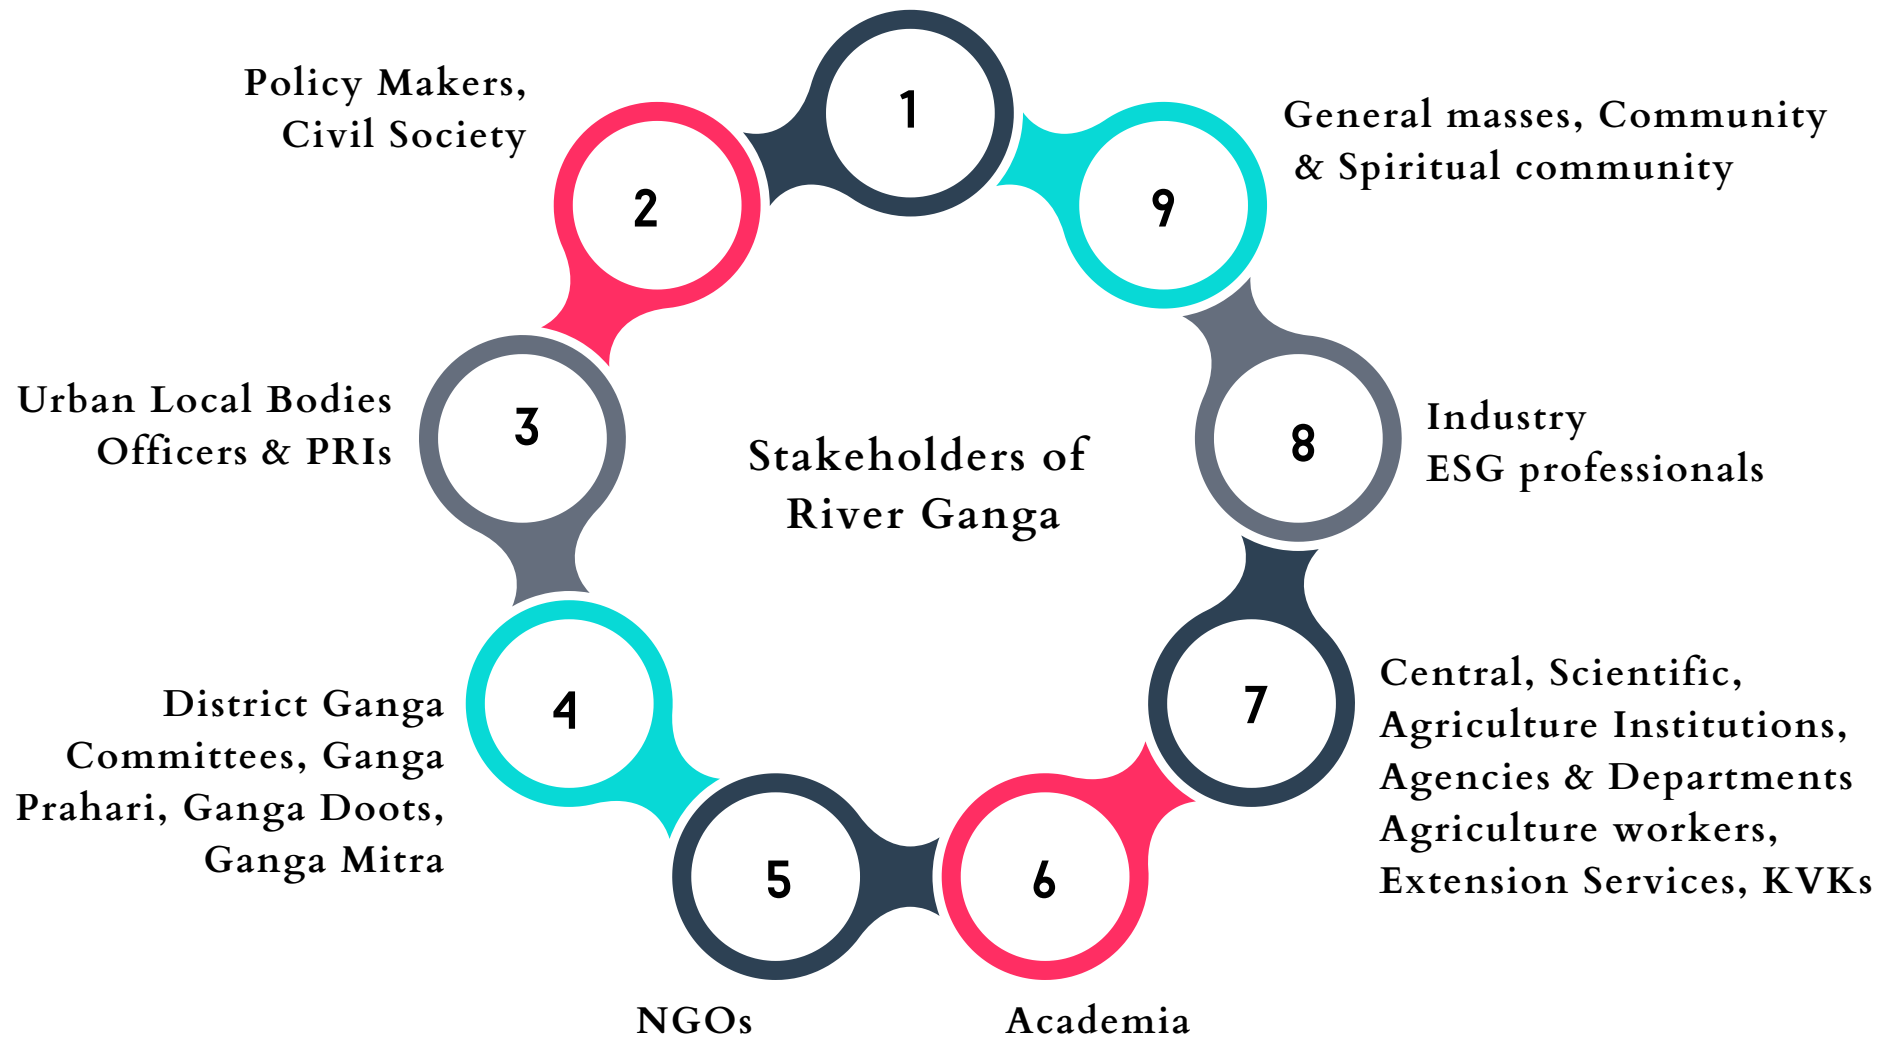 1
Policy Makers,
Civil Society
2
General masses, Community
& Spiritual community
9
Urban Local Bodies
Officers & PRIs
3
Stakeholders of
River Ganga
8
Industry
ESG professionals
District Ganga
Committees, Ganga
Prahari, Ganga Doots,
Ganga Mitra
4
7
Central, Scientific,
Agriculture Institutions,
Agencies & Departments
Agriculture workers,
Extension Services, KVKs
5
NGOs
6
Academia